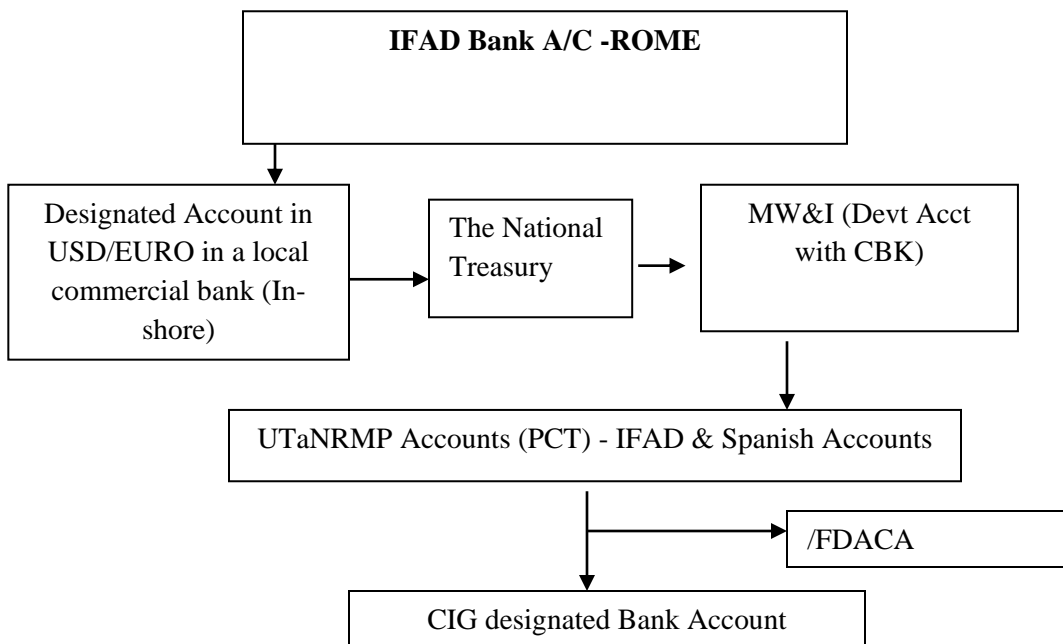 IFAD Bank A/C -ROME
Designated Account in
USD/EURO in a local
commercial bank (In-
shore)
The National
Treasury
MW&I (Devt Acct
with CBK)
UTaNRMP Accounts (PCT) - IFAD & Spanish Accounts
/FDACA
CIG designated Bank Account